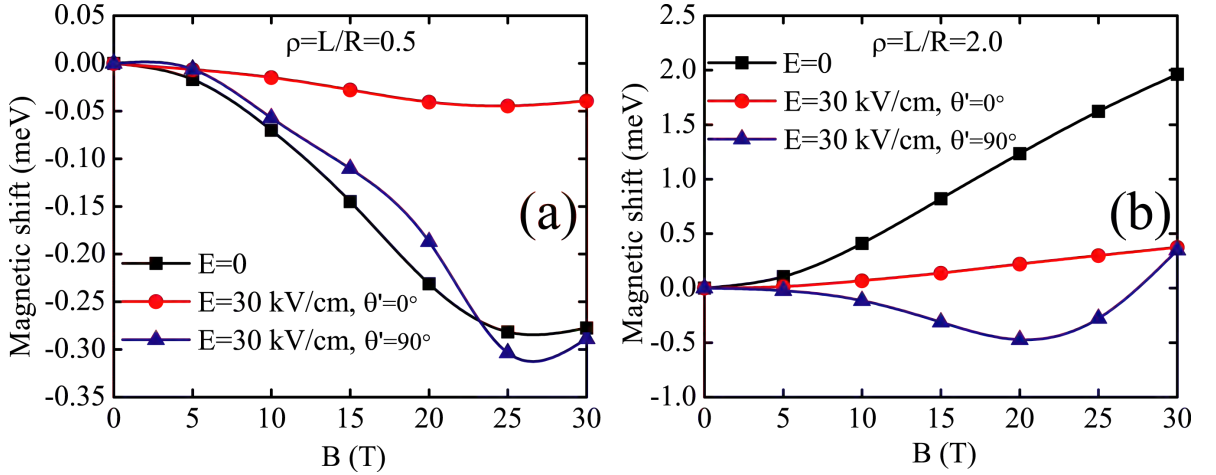 0.05
0.00
-0.05
-0.10
-0.15
-0.20
-0.25
-0.30
-0.35
Magnetic shift (meV)
ρ=L/R=0.5
(a)
E=0
E=30 kV/cm, θ'=0°
E=30 kV/cm, θ'=90°
0 5 10 15 20 25 30
B (T)
2.5
2.0
1.5
1.0
0.5
0.0
-0.5
-1.0
Magnetic shift (meV)
ρ=L/R=2.0
E=0
E=30 kV/cm, θ'=0°
E=30 kV/cm, θ'=90°
(b)
0 5 10 15 20 25 30
B (T)